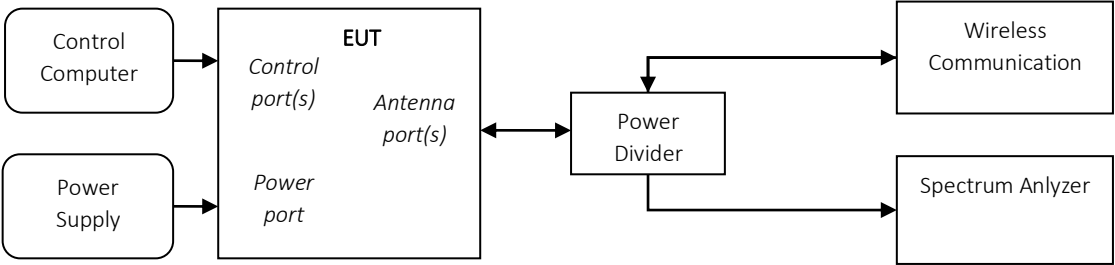 Control
Computer
Power
Supply
EUT
Control
port(s)
Antenna
port(s)
Power
port
Power
Divider
Wireless
Communication
Spectrum Anlyzer